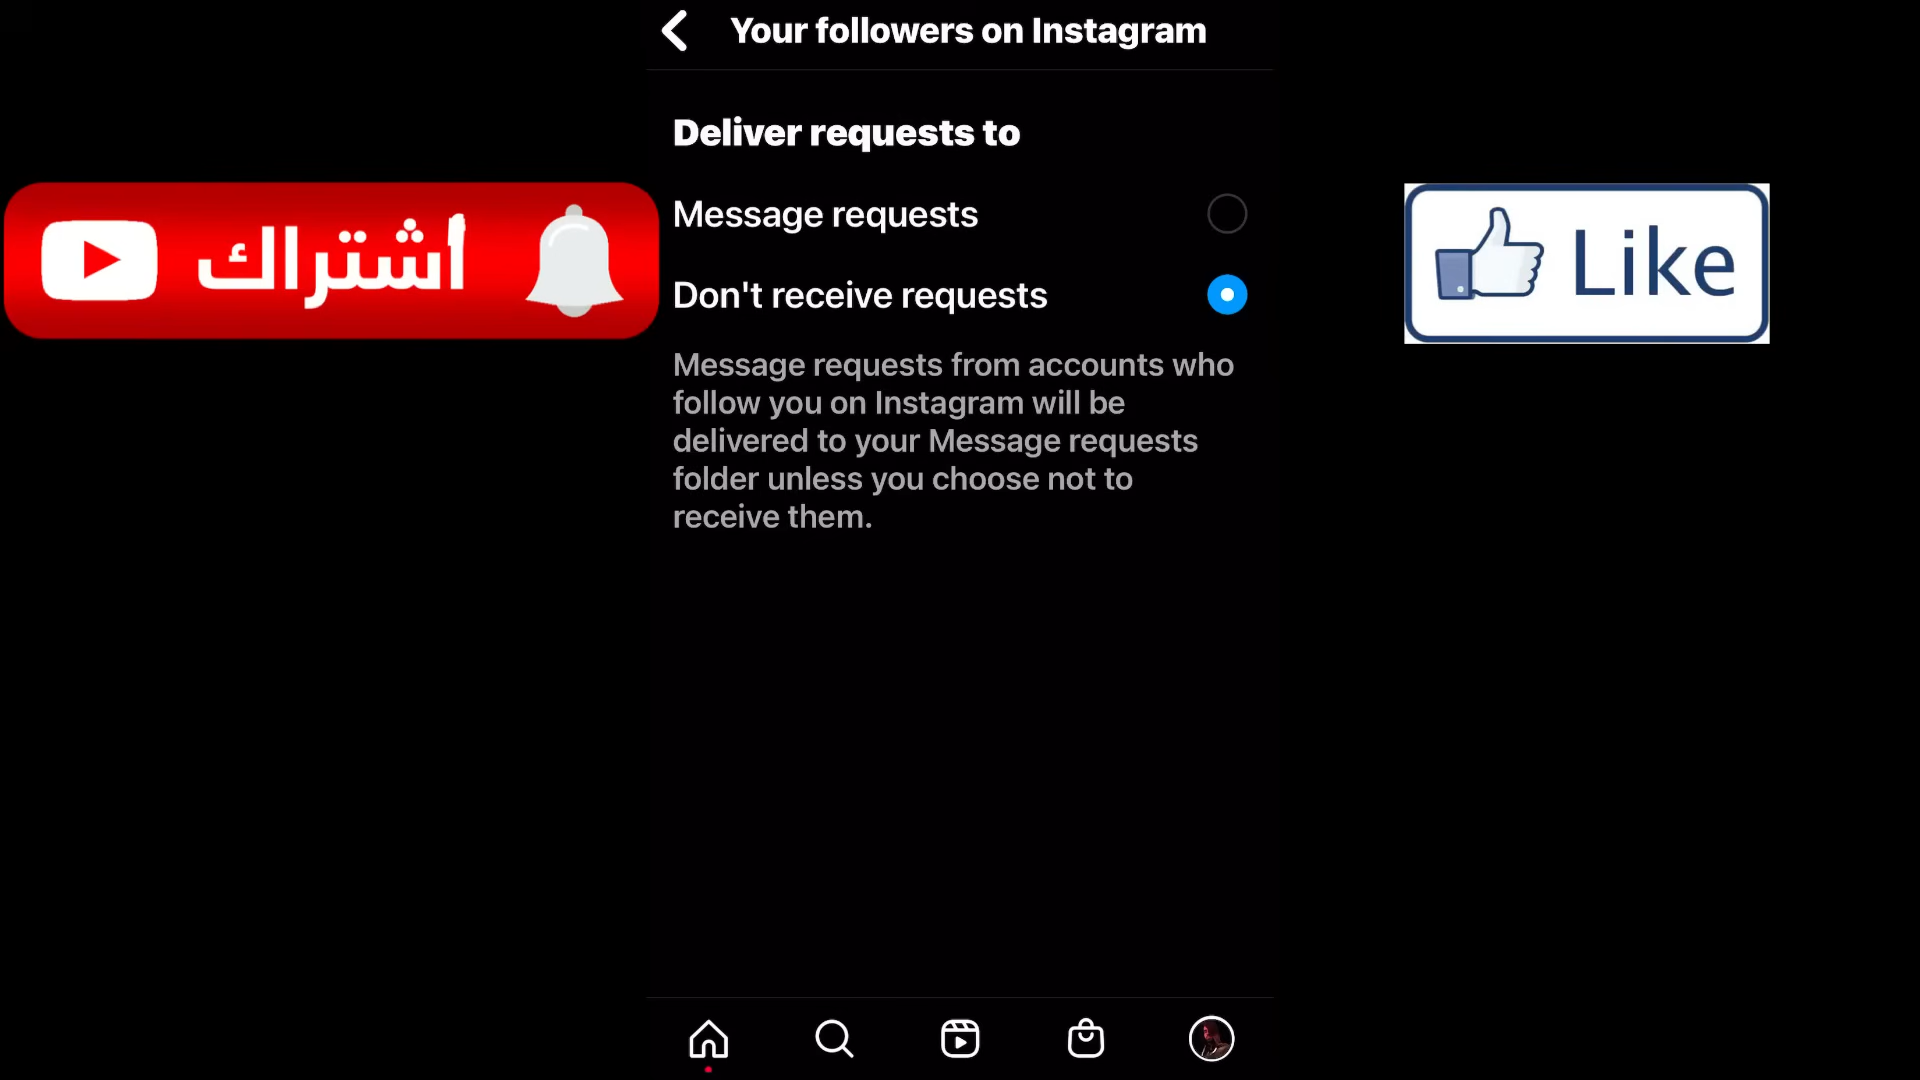 Your followers on Instagram
Deliver requests to
Message requests
أشتراك
Like
Don't receive requests
Message requests from accounts who
follow you on Instagram will be
delivered to your Message requests
folder unless you choose not to
receive them.